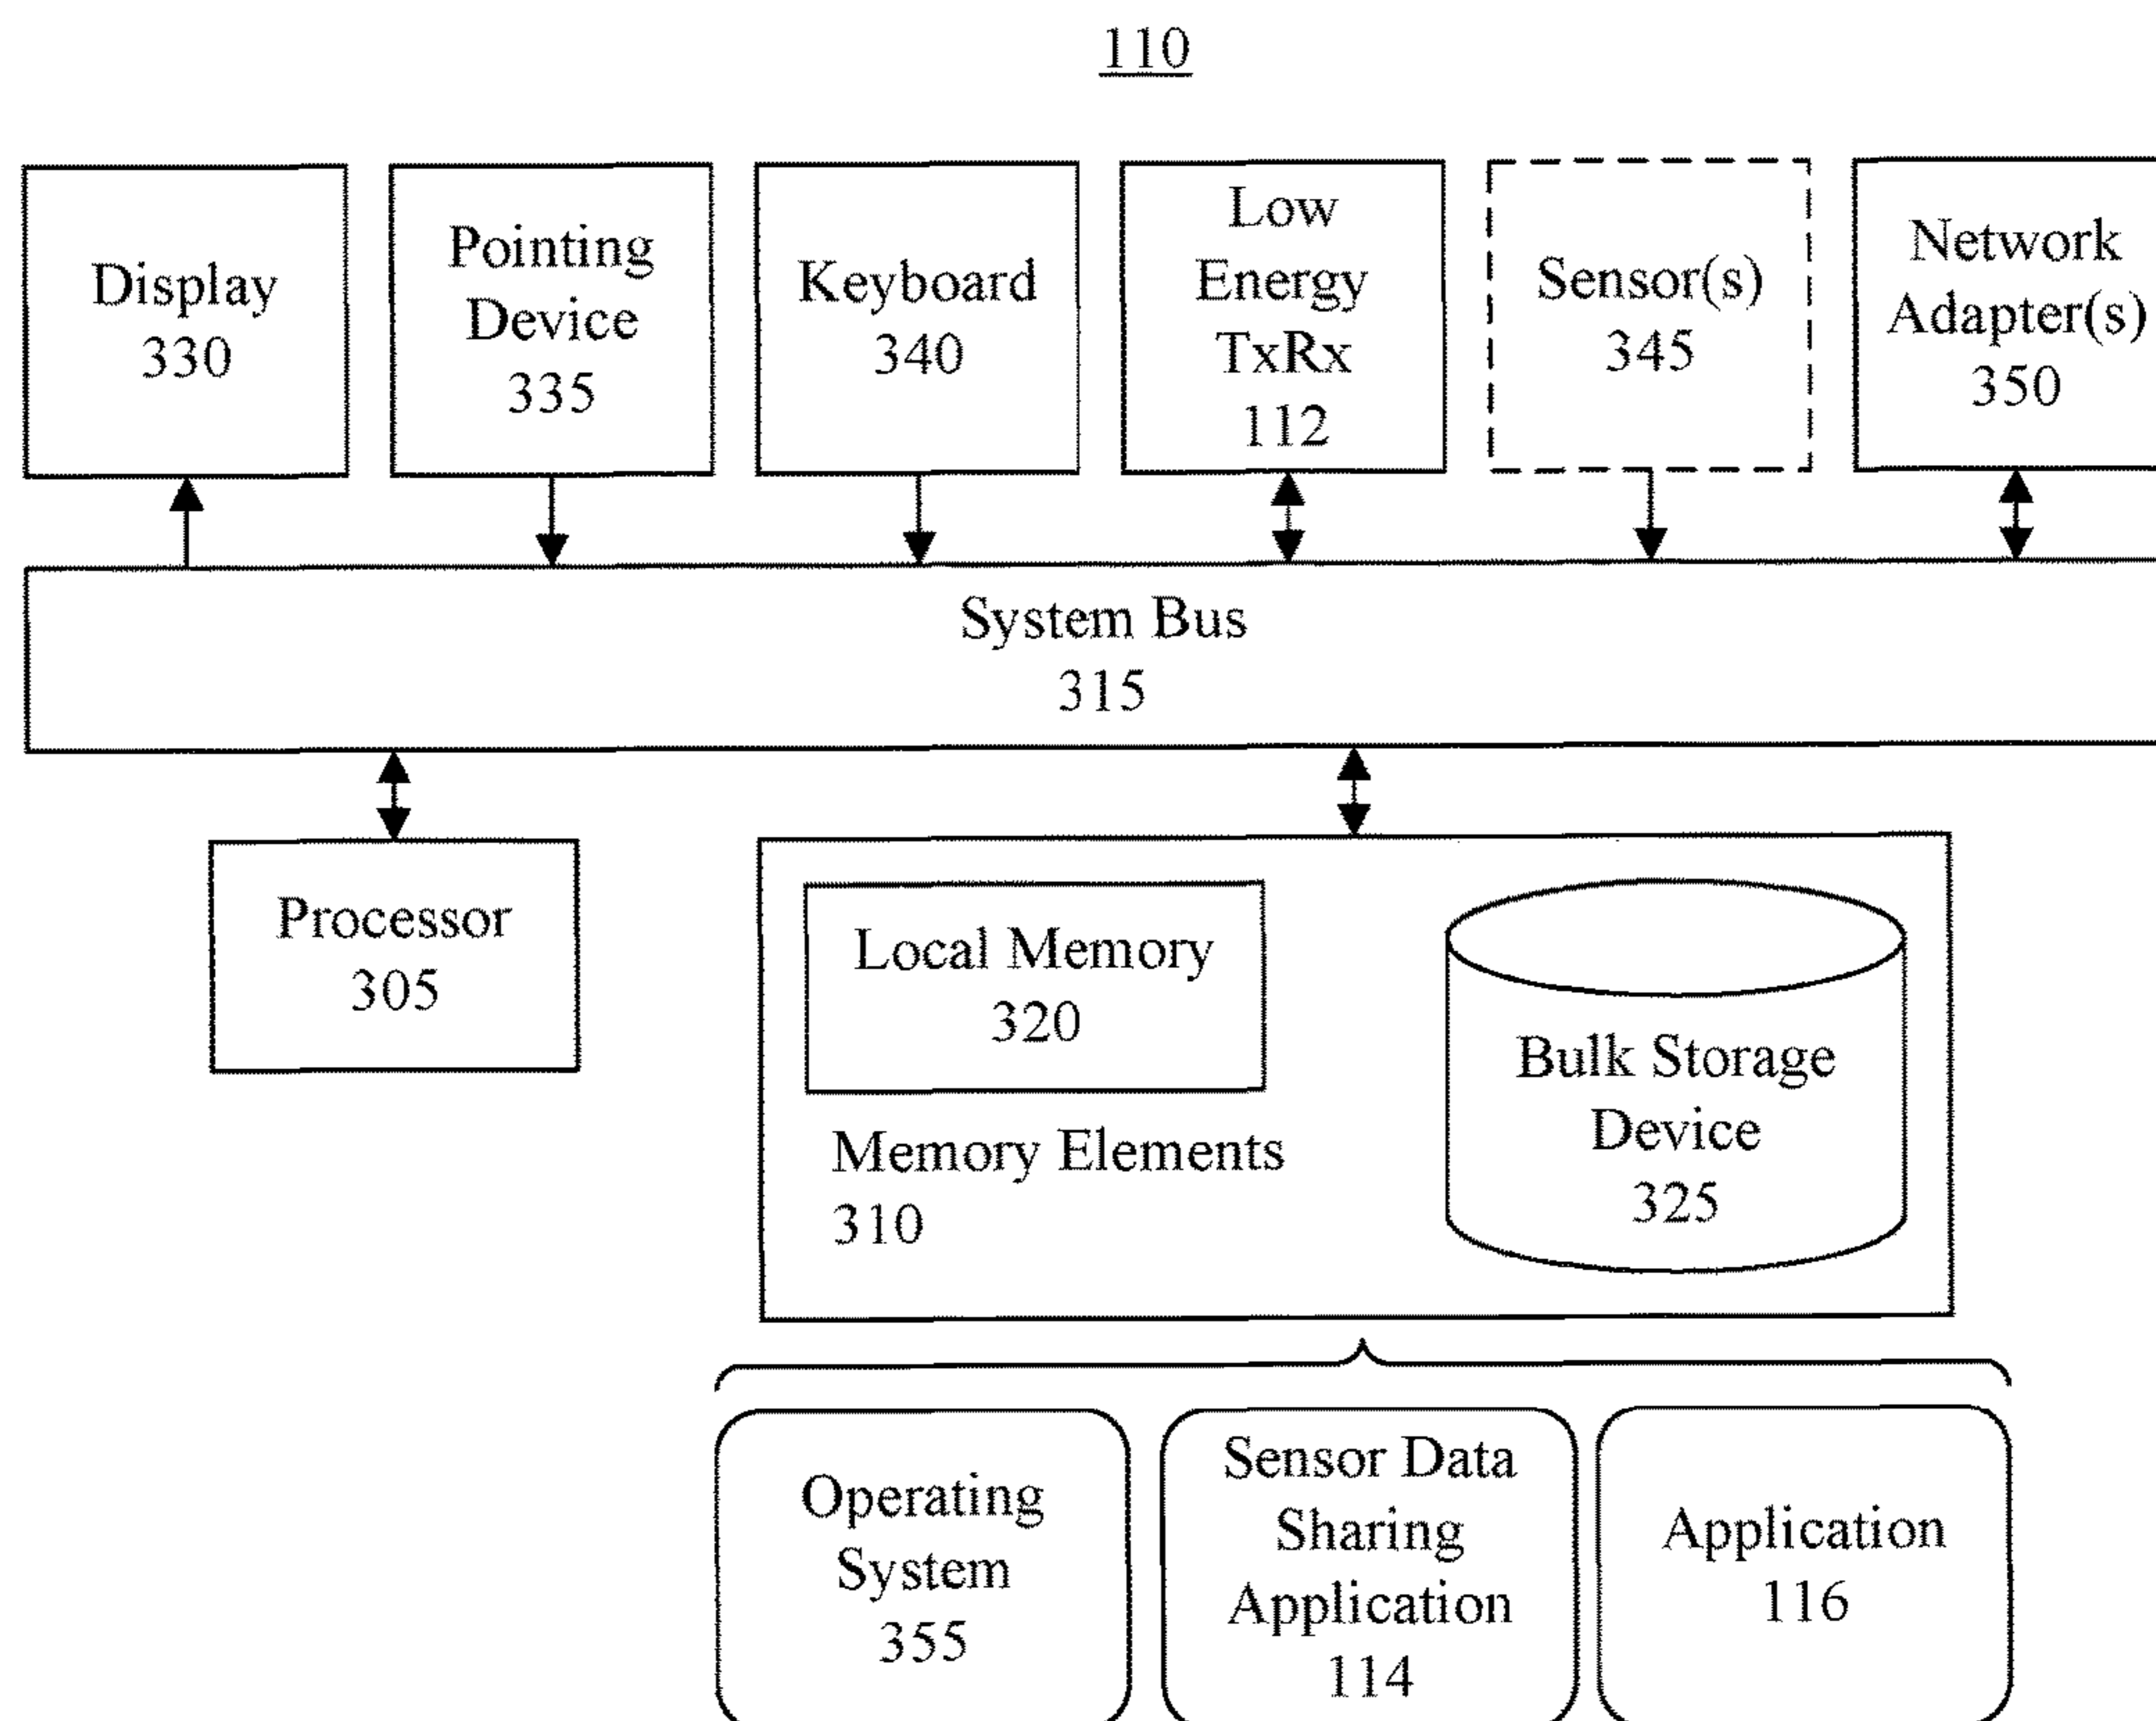 110
Display
330
Pointing
Device
335
Keyboard
340
Low
Energy
TxRx
112
Sensor(s)
345
Network
Adapter(s)
350
System Bus
315
Processor
305
Local Memory
320
Memory Elements
310
Bulk Storage
Device
325
Operating
System
355
Sensor Data
Sharing
Application
114
Application
116